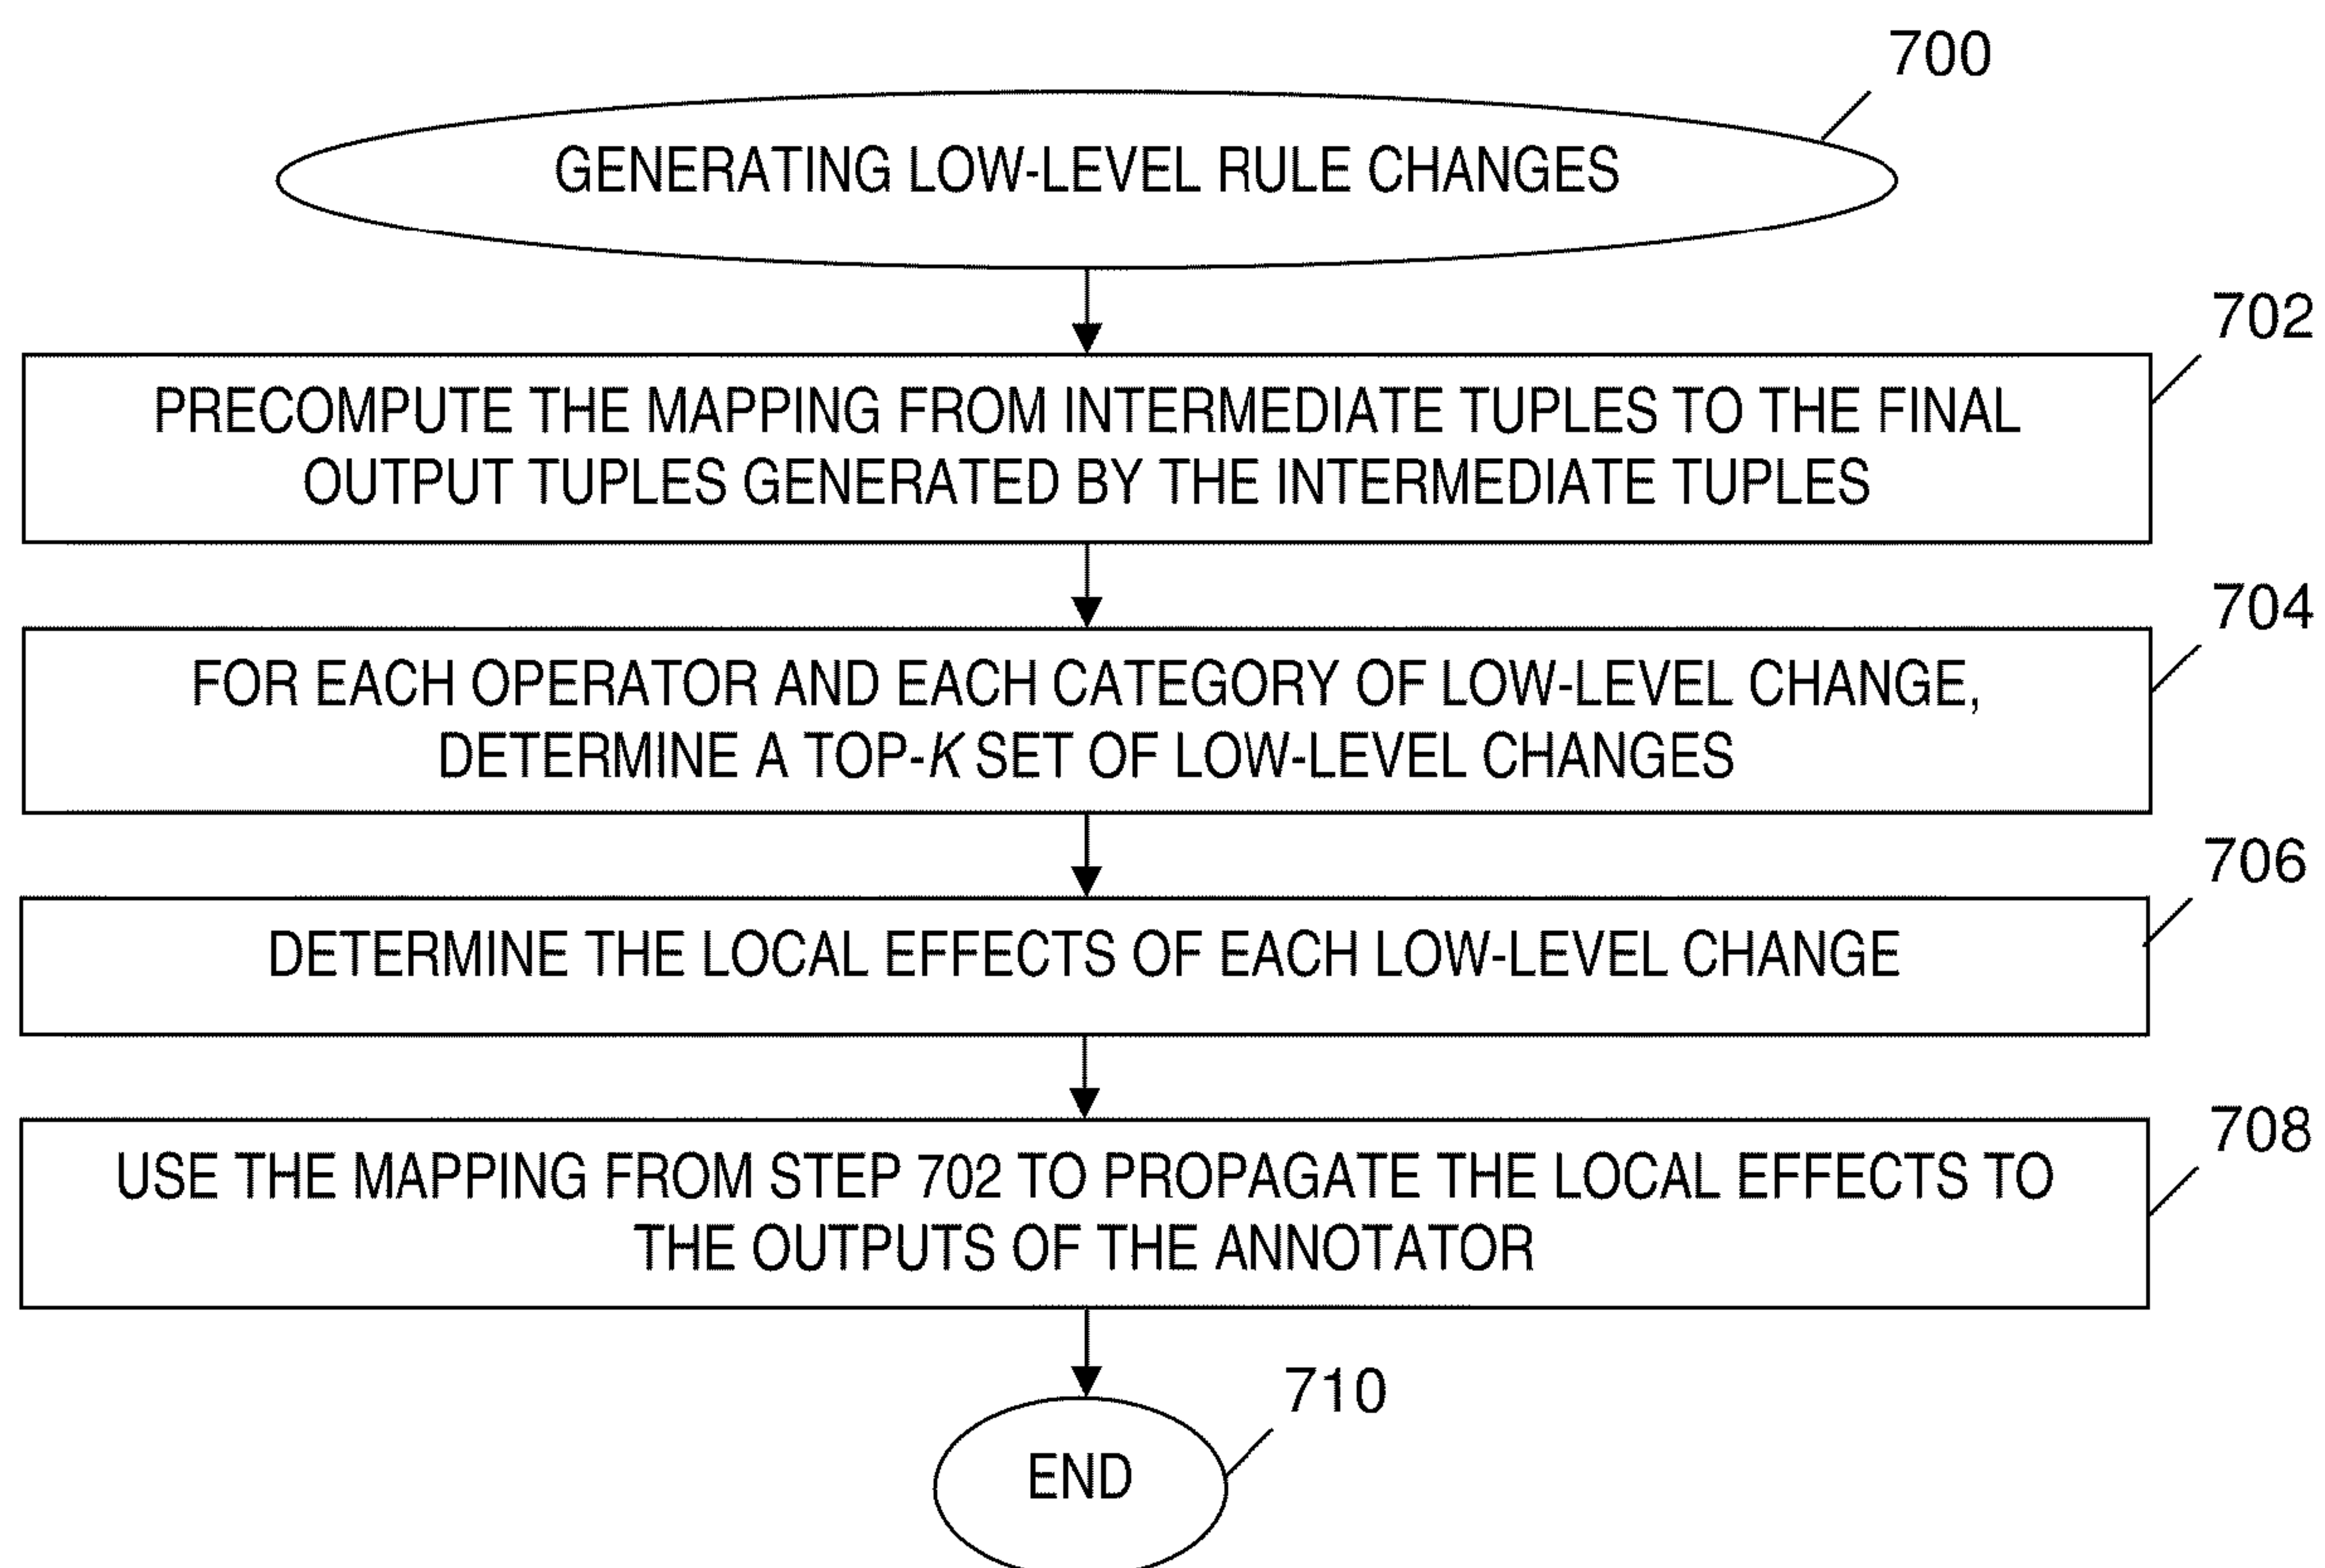 700
GENERATING LOW-LEVEL RULE CHANGES
702
PRECOMPUTE THE MAPPING FROM INTERMEDIATE TUPLES TO THE FINAL
OUTPUT TUPLES GENERATED BY THE INTERMEDIATE TUPLES
704
FOR EACH OPERATOR AND EACH CATEGORY OF LOW-LEVEL CHANGE,
DETERMINE A TOP-K SET OF LOW-LEVEL CHANGES
706
DETERMINE THE LOCAL EFFECTS OF EACH LOW-LEVEL CHANGE
708
USE THE MAPPING FROM STEP 702 TO PROPAGATE THE LOCAL EFFECTS TO
THE OUTPUTS OF THE ANNOTATOR
710
END